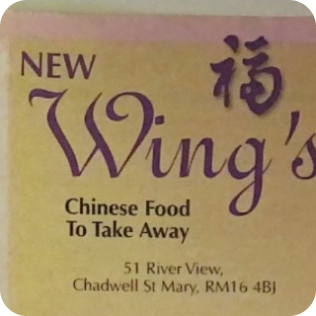 NEW
福
Wing's
Chinese Food
To Take Away
51 River View,
Chadwell St Mary, RM16 4BJ